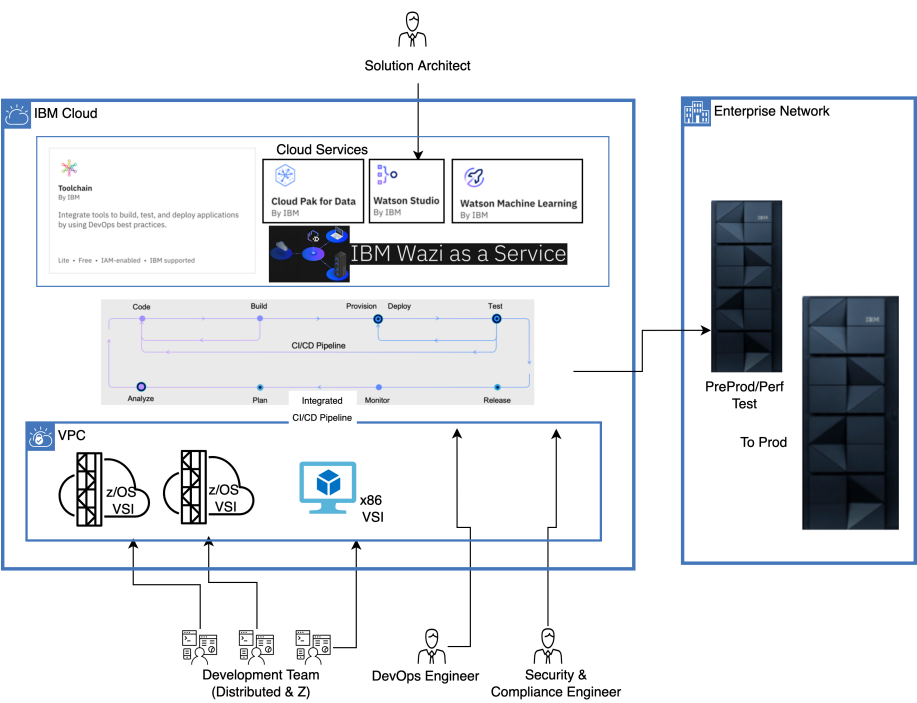 Solution Architect
IBM Cloud
Enterprise Network
Cloud Services
Toolchain
By IBM
Integrate tools to build, test, and deploy applications
by using DevOps best practices.
Lite • Free • IAM-enabled • IBM supported
Cloud Pak for Data
By IBM
Watson Studio
By IBM
Watson Machine Learning
By IBM
IBM Wazi as a Service
IBM
IBM
Code
Build
Provision
Deploy
Test
CI/CD Pipeline
Analyze
Plan
Integrated
Monitor
Release
CI/CD Pipeline
PreProd/Perf
Test
To Prod
VPC
z/OS
VSI
z/OS
VSI
x86
VSI
Development Team
(Distributed & Z)
DevOps Engineer
Security &
Compliance Engineer